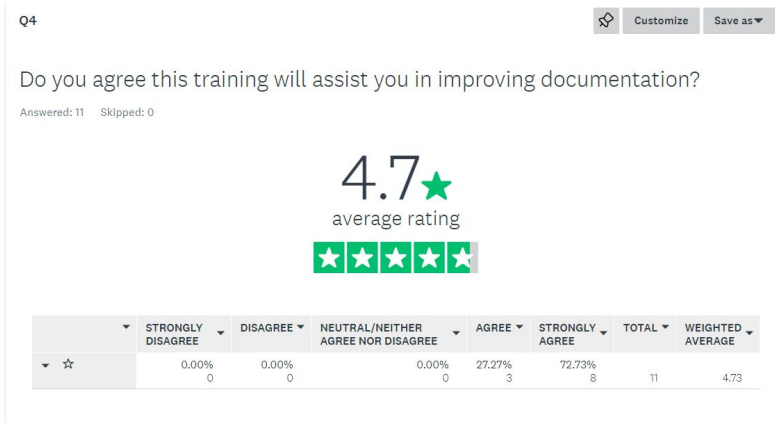 Q4
Customize
Save as
Do you agree this training will assist you in improving documentation?
Answered: 11 Skipped: 0
4.7
average rating
STRONGLY DISAGREE DISAGREE NEUTRAL/NEITHER AGREE NOR DISAGREE AGREE STRONGLY AGREE TOTAL WEIGHTED AVERAGE
0.00% 0.00% 0.00% 27.27% 72.73%
0 0 0 3 8 11 4.73